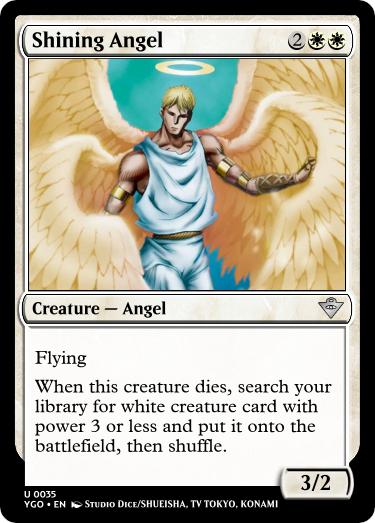 Shining Angel 2
Creature — Angel
Flying
When this creature dies, search your
library for white creature card with
power 3 or less and put it onto the
battlefield, then shuffle.
3/2
U 0035
YGO • EN Studio Dice/SHUEISHA, TV TOKYO, KONAMI